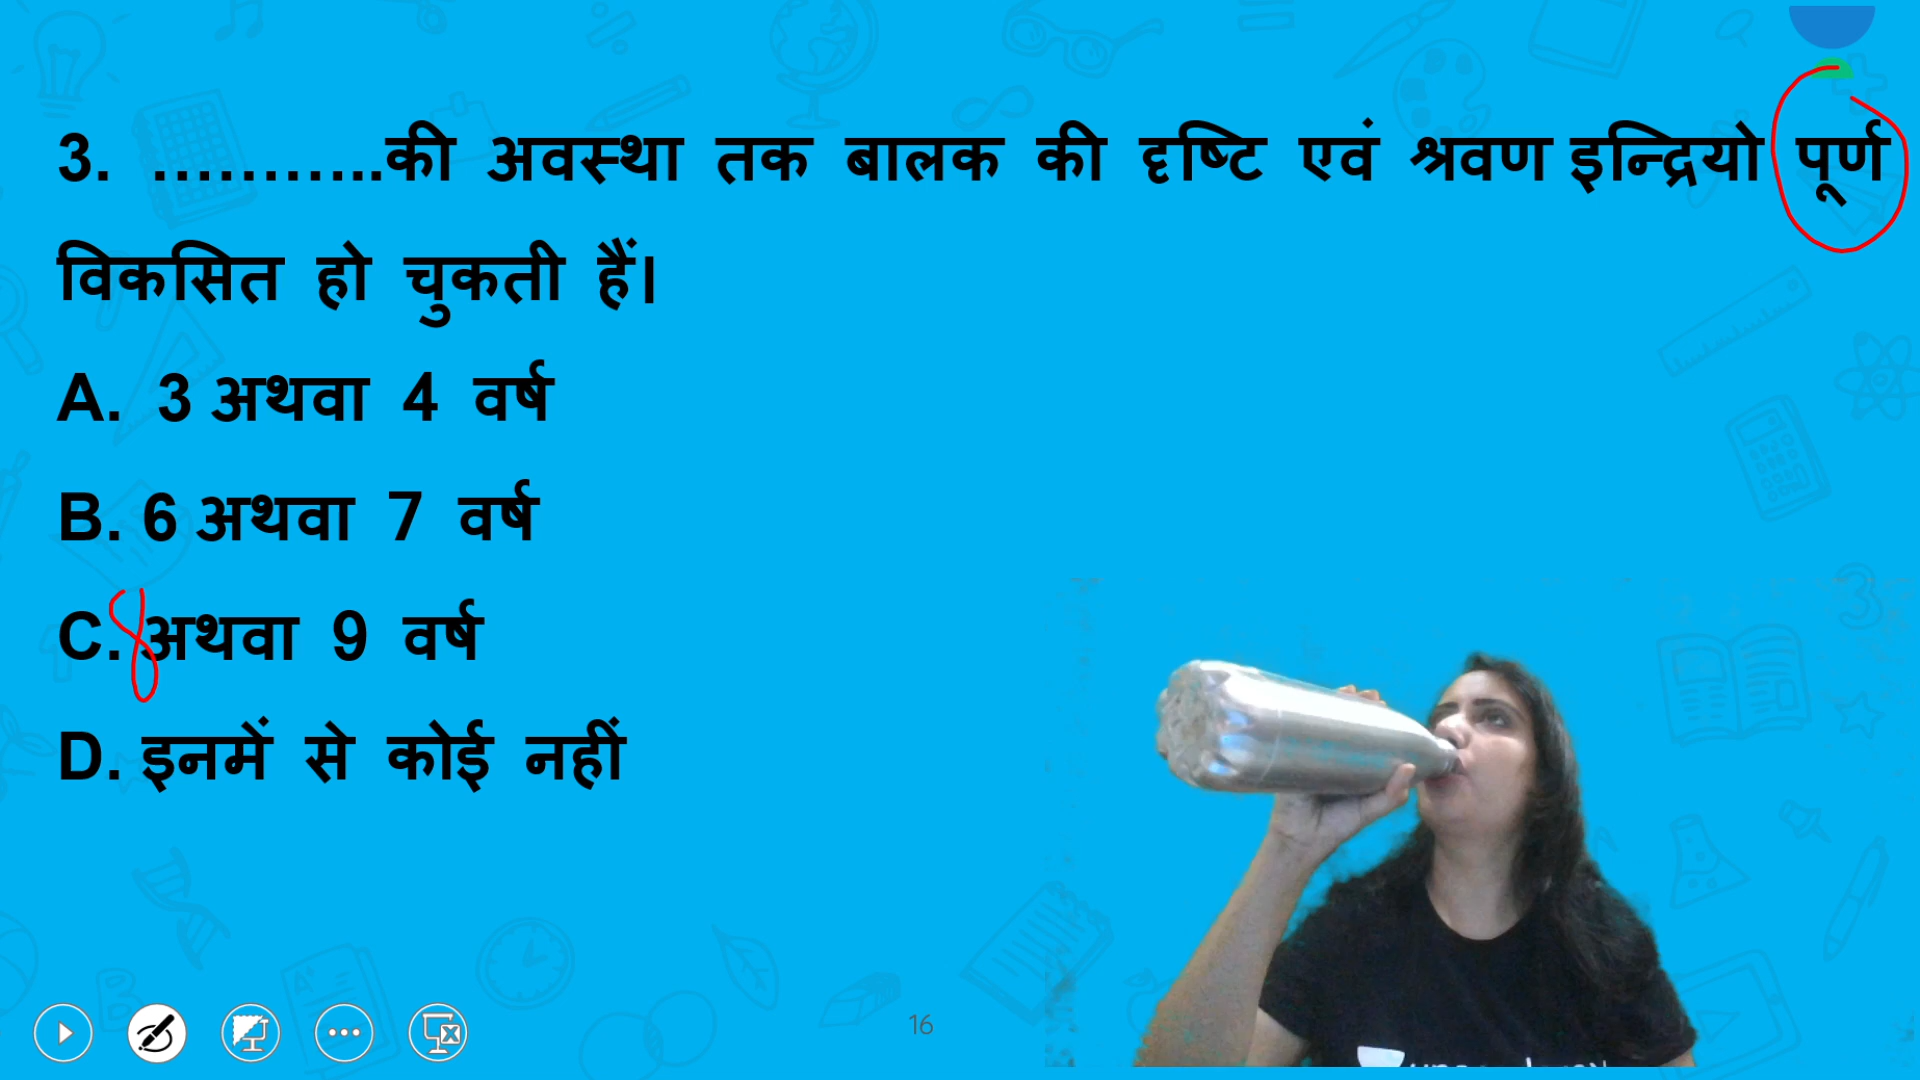 3. ………..की अवस्था तक बालक की दृष्टि एवं श्रवण इन्द्रियो पूर्ण
विकसित हो चुकती हैं।
A. 3 अथवा 4 वर्ष
B. 6 अथवा 7 वर्ष
C. 8 अथवा 9 वर्ष
D. इनमें से कोई नहीं
16